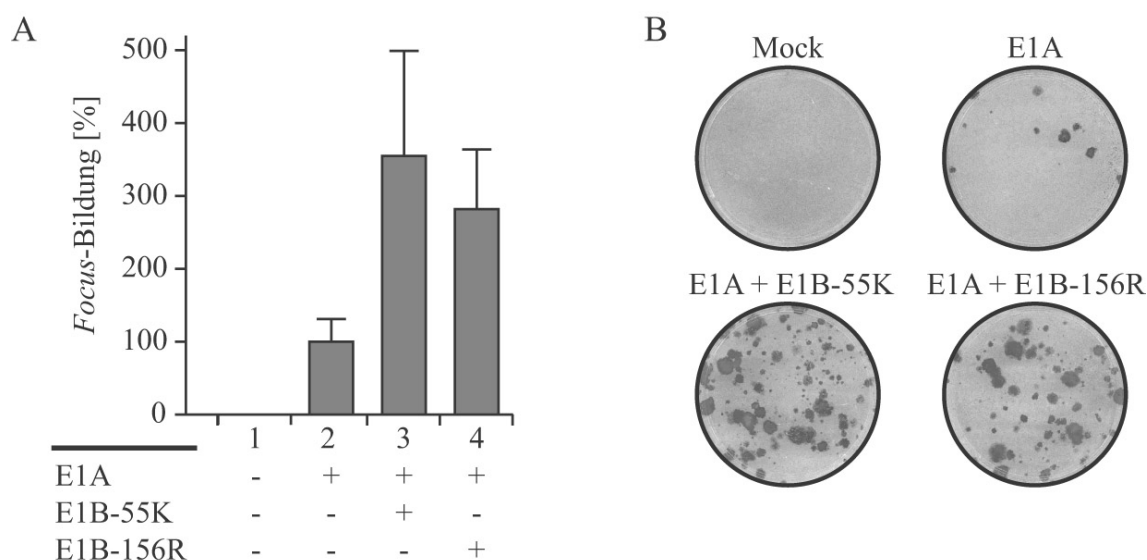 A
Focus-Bildung [%]
500
400
300
200
100
0
1 2 3 4
E1A - + + +
E1B-55K - - + -
E1B-156R - - - +
B
Mock
E1A
E1A + E1B-55K
E1A + E1B-156R